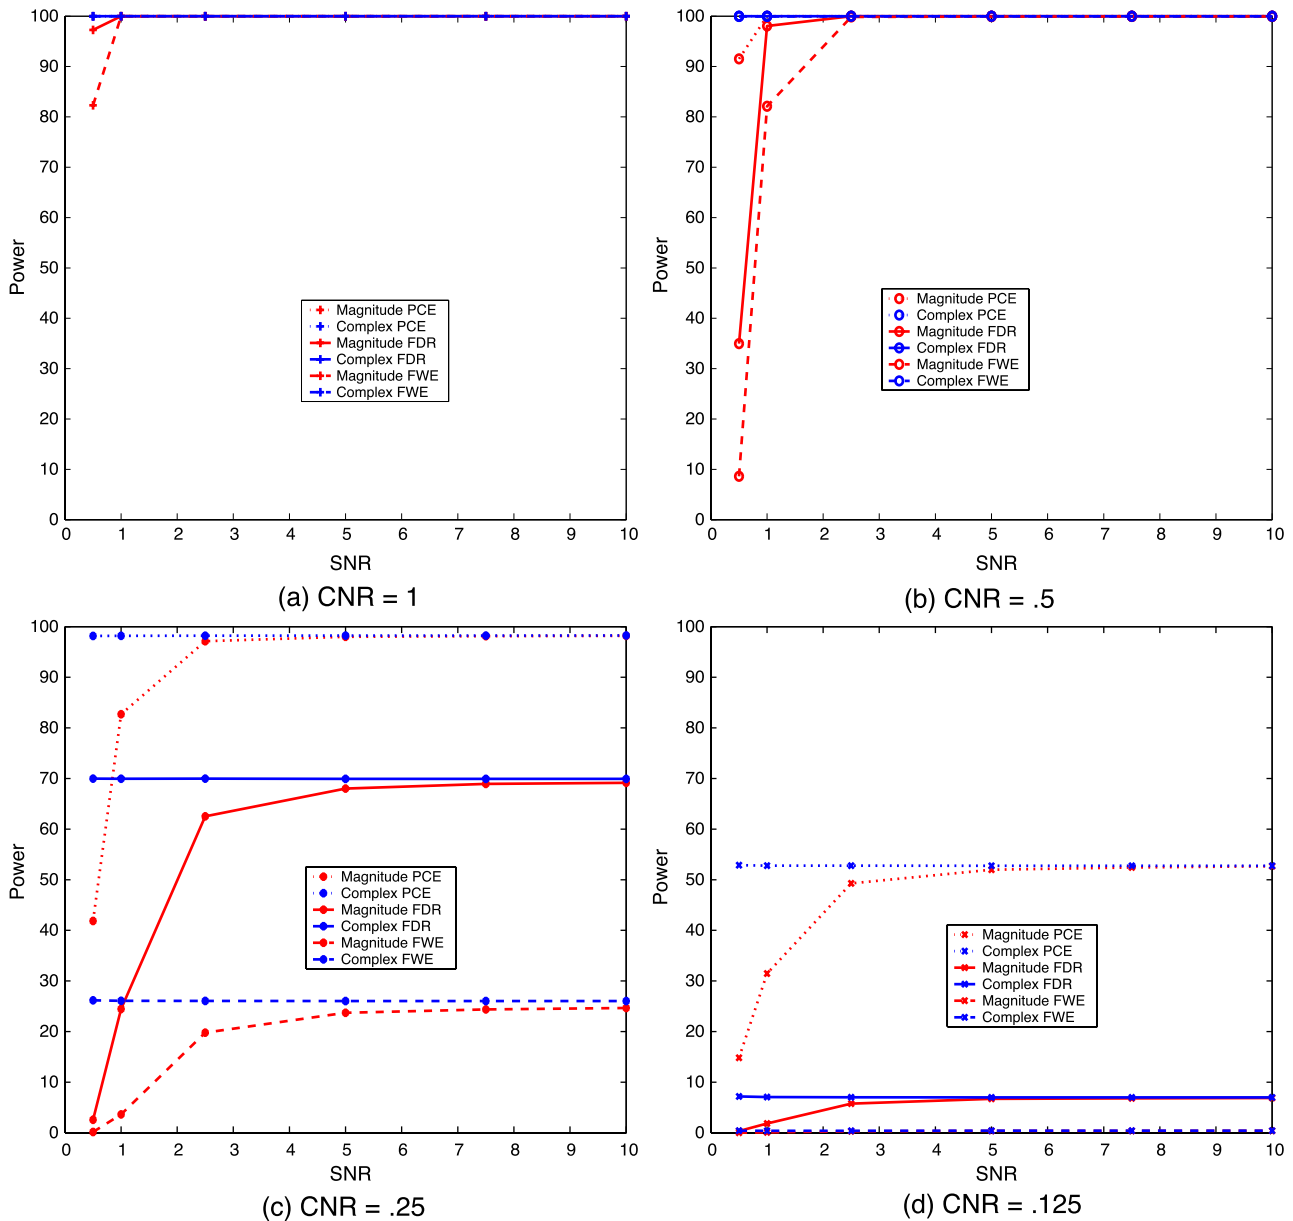 100
90
80
70
60
50
40
30
20
10
0
Power
Magnitude PCE
Complex PCE
Magnitude FDR
Complex FDR
Magnitude FWE
Complex FWE
0 1 2 3 4 5 6 7 8 9 10
SNR
(a) CNR = 1
100
90
80
70
60
50
40
30
20
10
0
Power
Magnitude PCE
Complex PCE
Magnitude FDR
Complex FDR
Magnitude FWE
Complex FWE
0 1 2 3 4 5 6 7 8 9 10
SNR
(b) CNR = .5
100
90
80
70
60
50
40
30
20
10
0
Power
Magnitude PCE
Complex PCE
Magnitude FDR
Complex FDR
Magnitude FWE
Complex FWE
0 1 2 3 4 5 6 7 8 9 10
SNR
(c) CNR = .25
100
90
80
70
60
50
40
30
20
10
0
Power
Magnitude PCE
Complex PCE
Magnitude FDR
Complex FDR
Magnitude FWE
Complex FWE
0 1 2 3 4 5 6 7 8 9 10
SNR
(d) CNR = .125